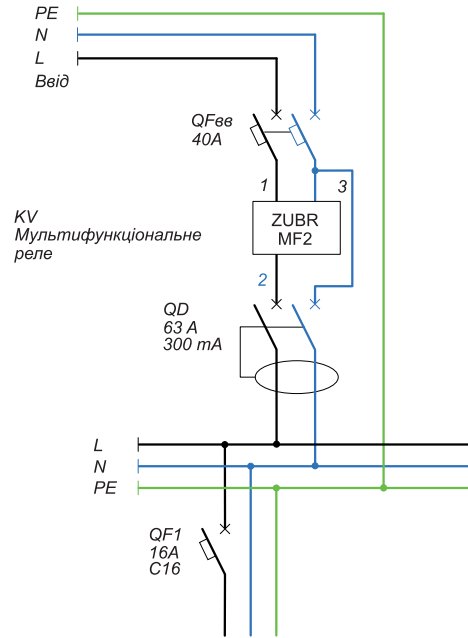 PE
N
L
Ввід
QFвв
40A
1
3
KV
Мультифункціональне
реле
ZUBR
MF2
2
QD
63 A
300 mA
L
N
PE
QF1
16A
C16